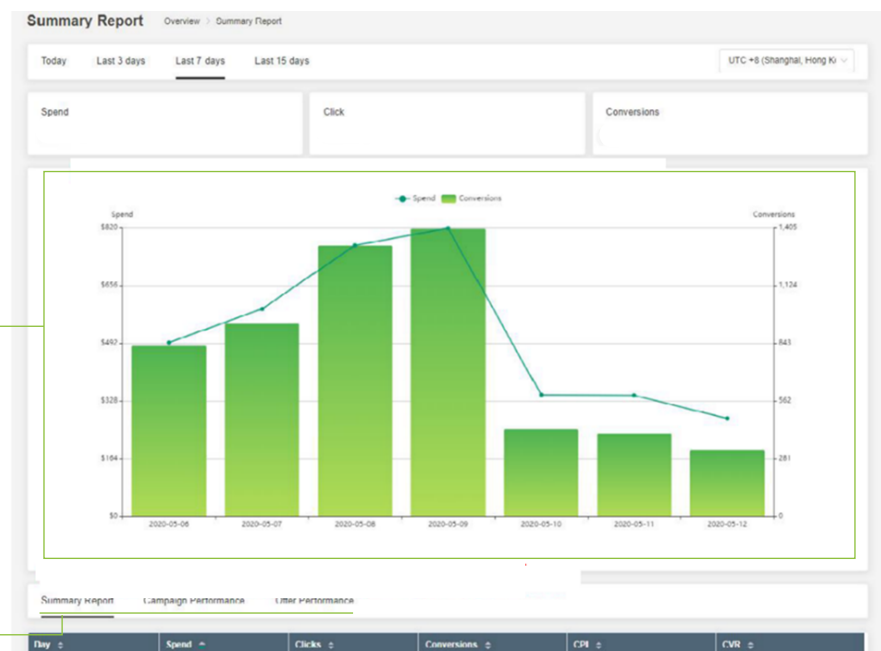 Summary Report Overview > Summary Report
Today Last 3 days Last 7 days Last 15 days UTC +8 (Shanghai, Hong K
Spend Click Conversions
Spend Conversions
Spend Conversions
$820 1,405
$656 1,124
$492 843
$328 562
$164 281
$0 0
2020-05-06 2020-05-07 2020-05-08 2020-05-09 2020-05-10 2020-05-11 2020-05-12
Summary Report Campaign Performance Offer Performance
Day Spend Clicks Conversions CPI CVR